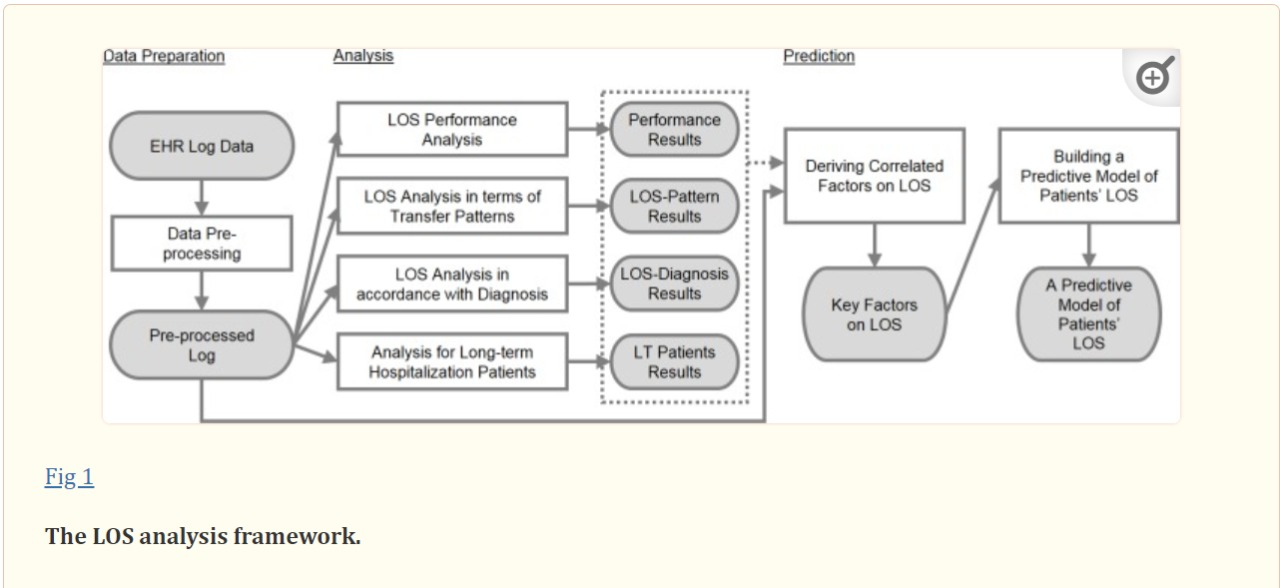 Data Preparation
Analysis
Prediction
EHR Log Data
Data Pre-
processing
Pre-processed
Log
LOS Performance
Analysis
LOS Analysis in terms of
Transfer Patterns
LOS Analysis in
accordance with Diagnosis
Analysis for Long-term
Hospitalization Patients
Performance
Results
LOS-Pattern
Results
LOS-Diagnosis
Results
LT Patients
Results
Deriving Correlated
Factors on LOS
Key Factors
on LOS
Building a
Predictive Model of
Patients' LOS
A Predictive
Model of
Patients'
LOS
Fig 1
The LOS analysis framework.